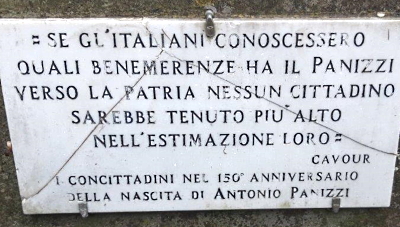 "SE GL'ITALIANI CONOSCESSERO
QUALI BENEMERENZE HA IL PANIZZI
VERSO LA PATRIA NESSUN CITTADINO
SAREBBE TENUTO PIU' ALTO
NELL'ESTIMAZIONE LORO"
CAVOUR
I CONCITTADINI NEL 150° ANNIVERSARIO
DELLA NASCITA DI ANTONIO PANIZZI